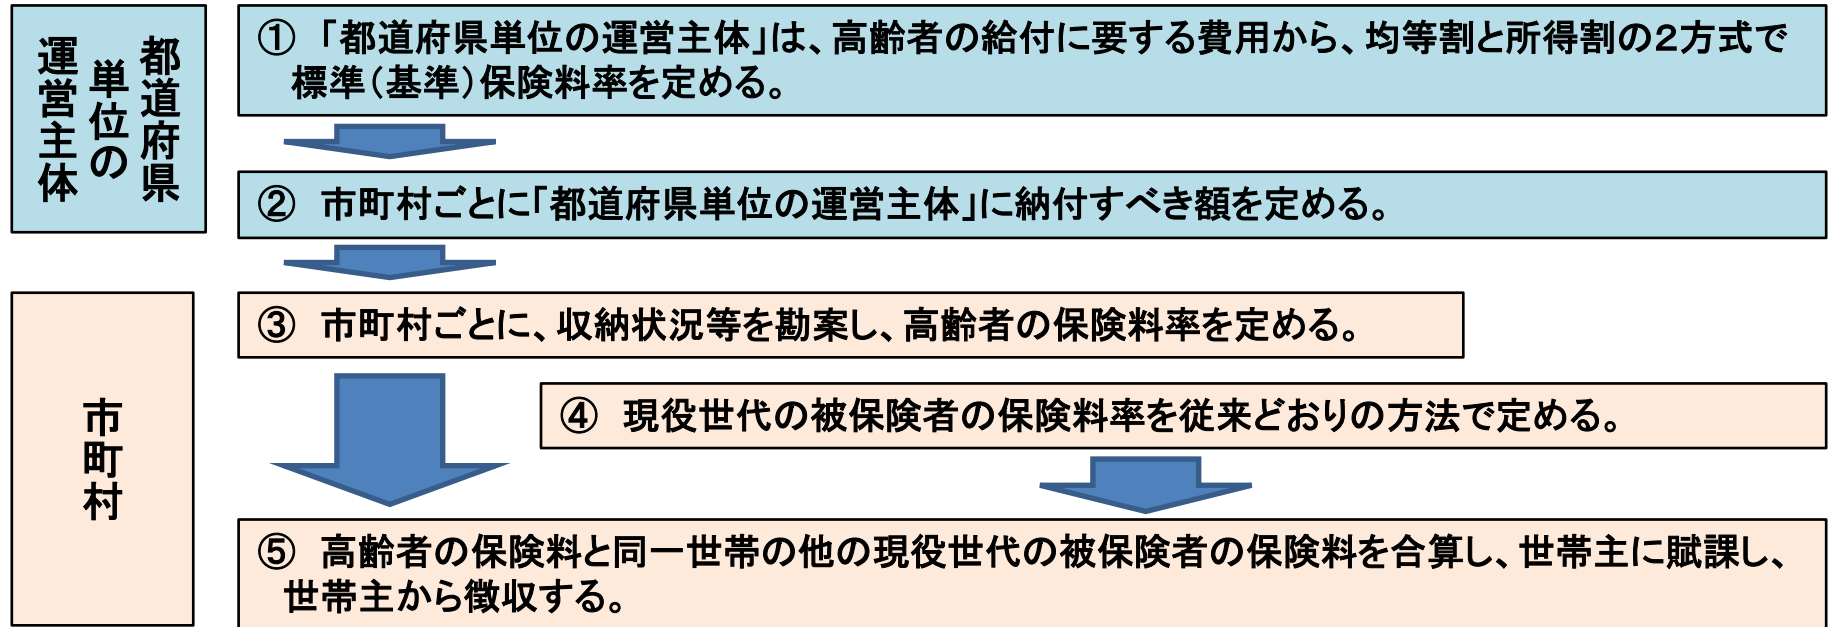 都道府県
単位の
運営主体
① 「都道府県単位の運営主体」は、高齢者の給付に要する費用から、均等割と所得割の2方式で
標準(基準)保険料率を定める。
② 市町村ごとに「都道府県単位の運営主体」に納付すべき額を定める。
市町村
③ 市町村ごとに、収納状況等を勘案し、高齢者の保険料率を定める。
④ 現役世代の被保険者の保険料率を従来どおりの方法で定める。
⑤ 高齢者の保険料と同一世帯の他の現役世代の被保険者の保険料を合算し、世帯主に賦課し、
世帯主から徴収する。